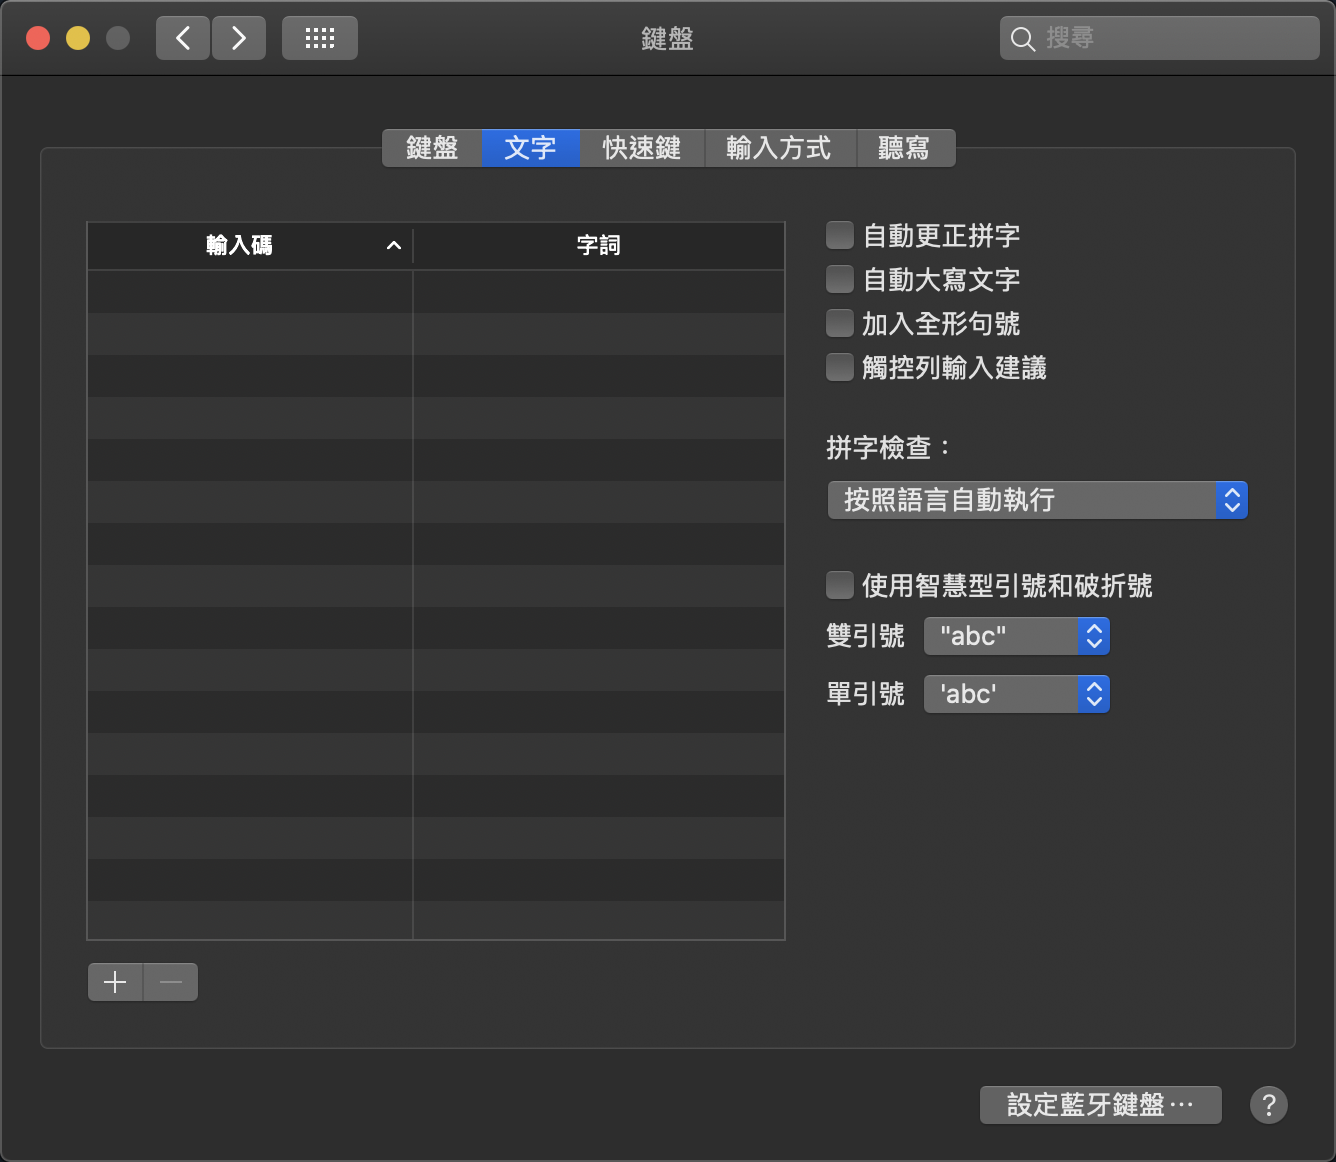 鍵盤
搜尋
鍵盤 文字 快速鍵 輸入方式 聽寫
輸入碼 字詞
自動更正拼字
自動大寫文字
加入全形句號
觸控列輸入建議
拼字檢查：
按照語言自動執行
使用智慧型引號和破折號
雙引號 "abc"
單引號 'abc'
設定藍牙鍵盤⋯
?